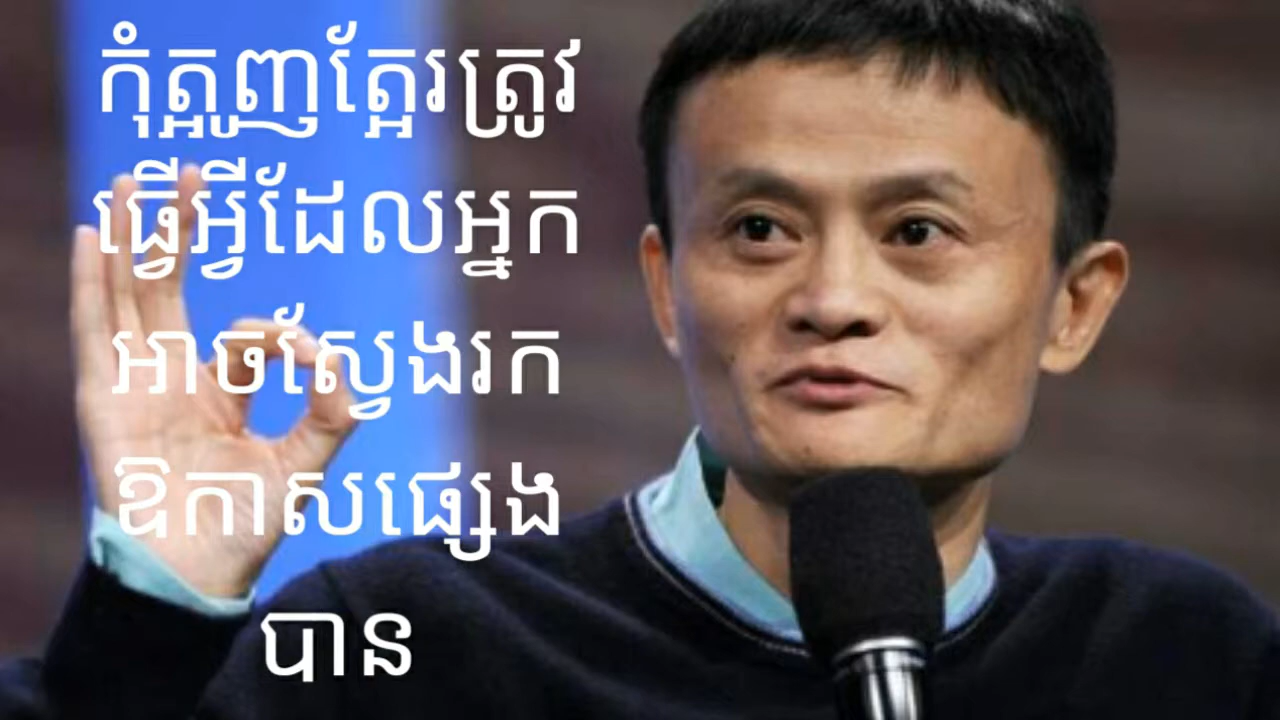 កុំត្អូញត្អែរត្រូវ
ធ្វើអ្វីដែលអ្នក
អាចស្វែងរក
ឱកាសផ្សេង
បាន